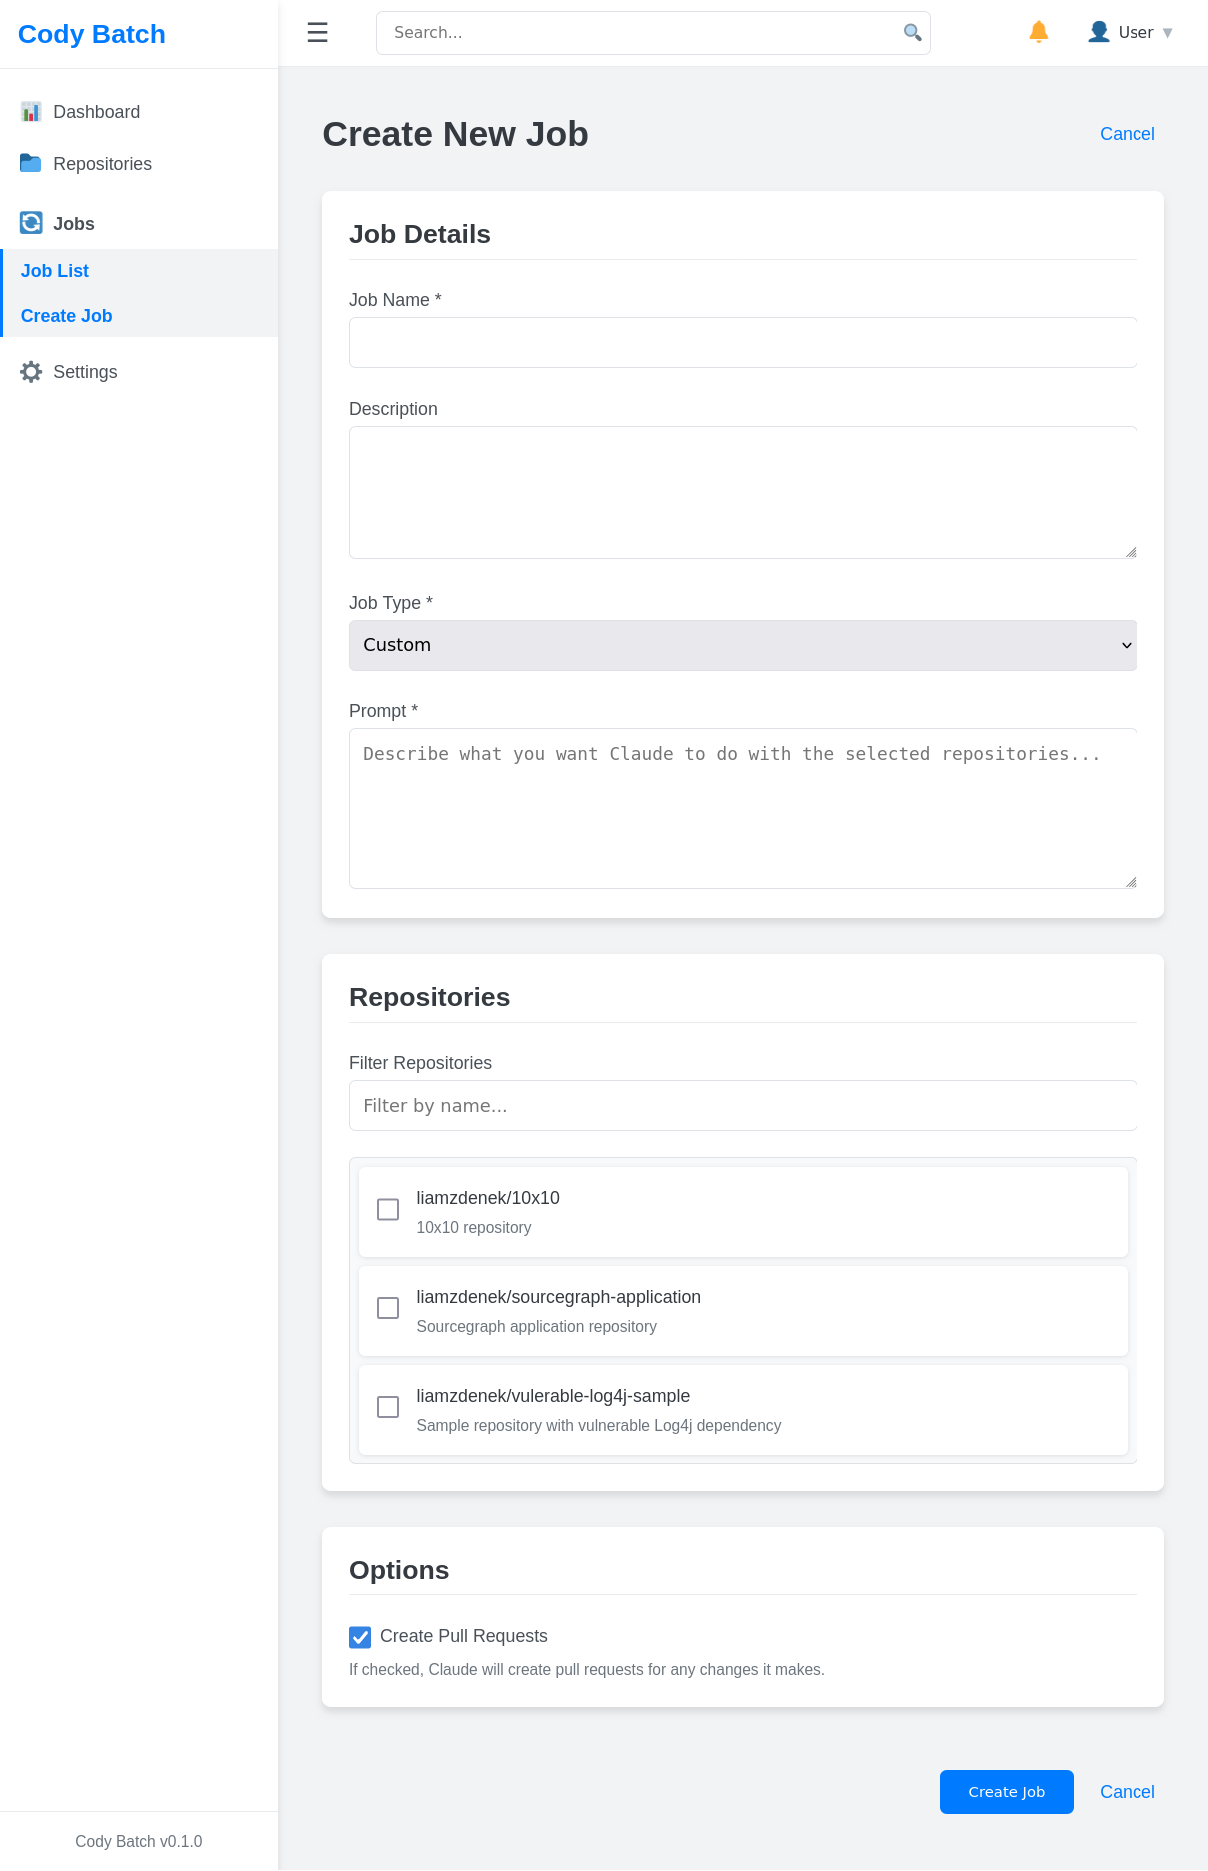 Cody Batch
Search...
User
Dashboard
Repositories
Jobs
Job List
Create Job
Settings
Create New Job
Cancel
Job Details
Job Name *
Description
Job Type *
Custom
Prompt *
Describe what you want Claude to do with the selected repositories...
Repositories
Filter Repositories
Filter by name...
liamzdenek/10x10
10x10 repository
liamzdenek/sourcegraph-application
Sourcegraph application repository
liamzdenek/vulerable-log4j-sample
Sample repository with vulnerable Log4j dependency
Options
Create Pull Requests
If checked, Claude will create pull requests for any changes it makes.
Create Job
Cancel
Cody Batch v0.1.0